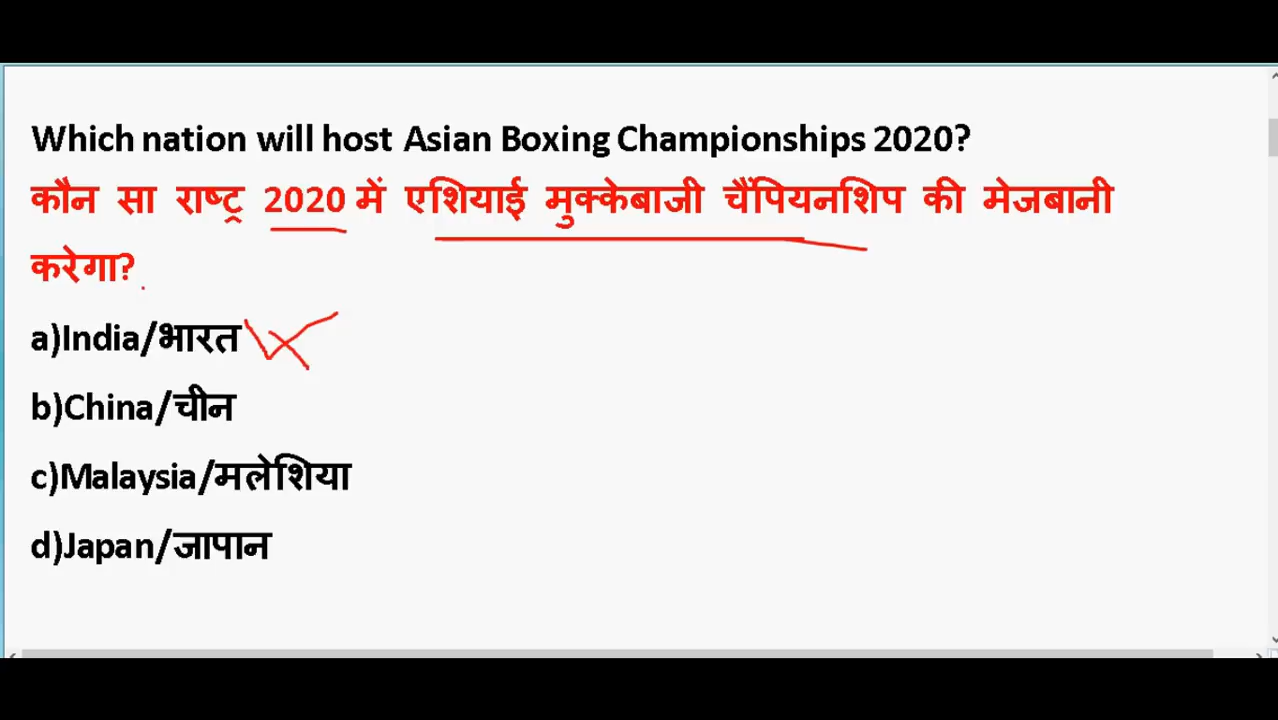 Which nation will host Asian Boxing Championships 2020?
कौन सा राष्ट्र 2020 में एशियाई मुक्केबाजी चैंपियनशिप की मेजबानी
करेगा?
a)India/भारत
b)China/चीन
c)Malaysia/मलेशिया
d)Japan/जापान